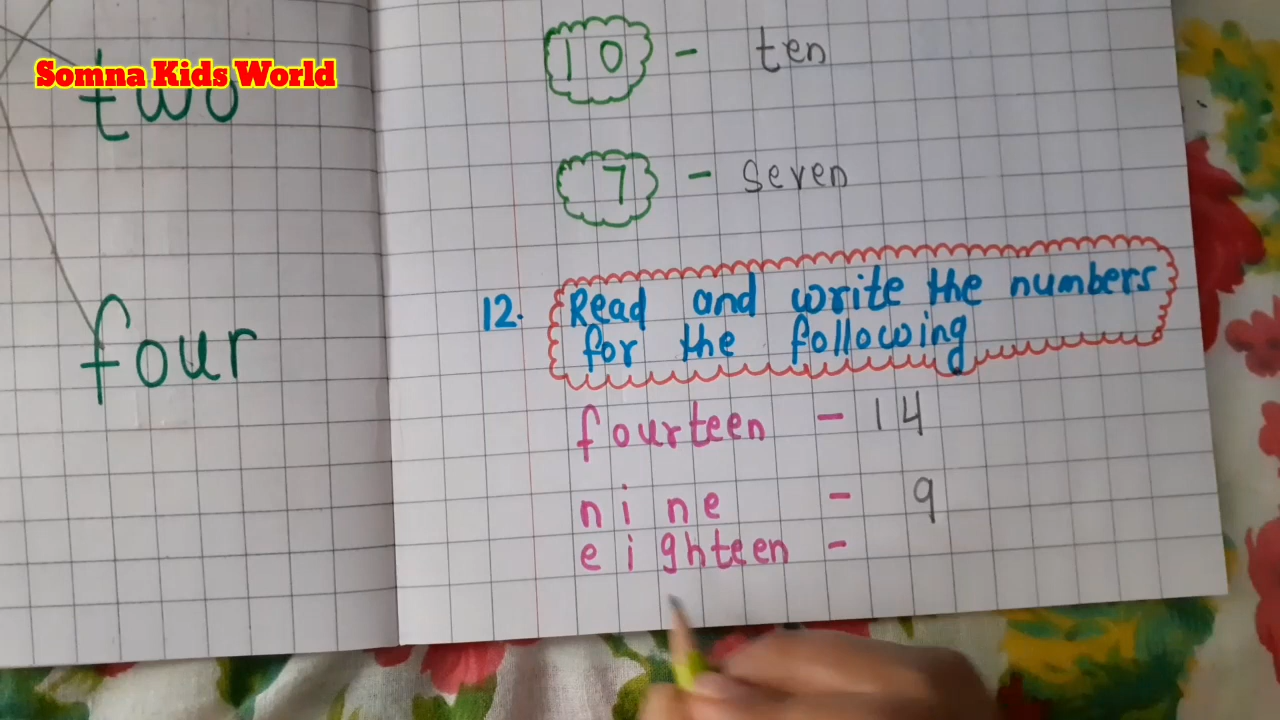 Somna Kids World
two
four
10 - ten
7 - seven
12. Read and write the numbers
for the following
fourteen - 14
nine - 9
eighteen -